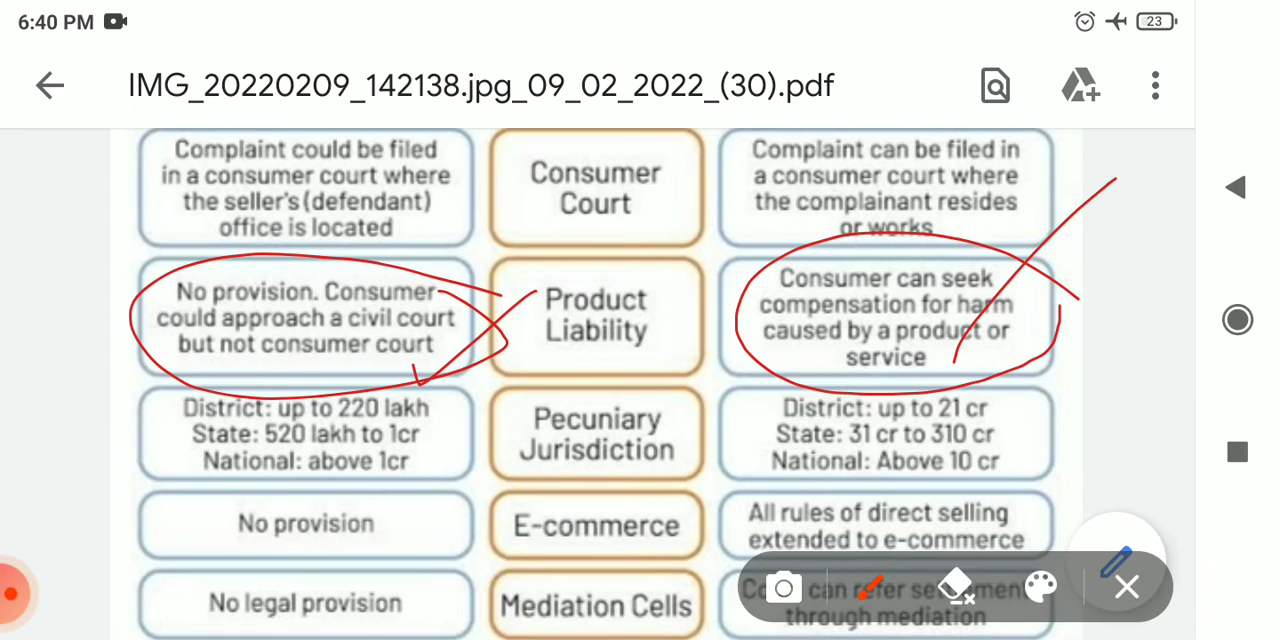 6:40 PM
23
IMG_20220209_142138.jpg_09_02_2022_(30).pdf
Complaint could be filed
in a consumer court where
the seller's (defendant)
office is located
Consumer
Court
Complaint can be filed in
a consumer court where
the complainant resides
or works
No provision. Consumer
could approach a civil court
but not consumer court
Product
Liability
Consumer can seek
compensation for harm
caused by a product or
service
District: up to 220 lakh
State: 520 lakh to 1cr
National: above 1cr
Pecuniary
Jurisdiction
District: up to 21 cr
State: 31 cr to 310 cr
National: Above 10 cr
No provision
E-commerce
All rules of direct selling
extended to e-commerce
No legal provision
Mediation Cells
can refer
through mediation